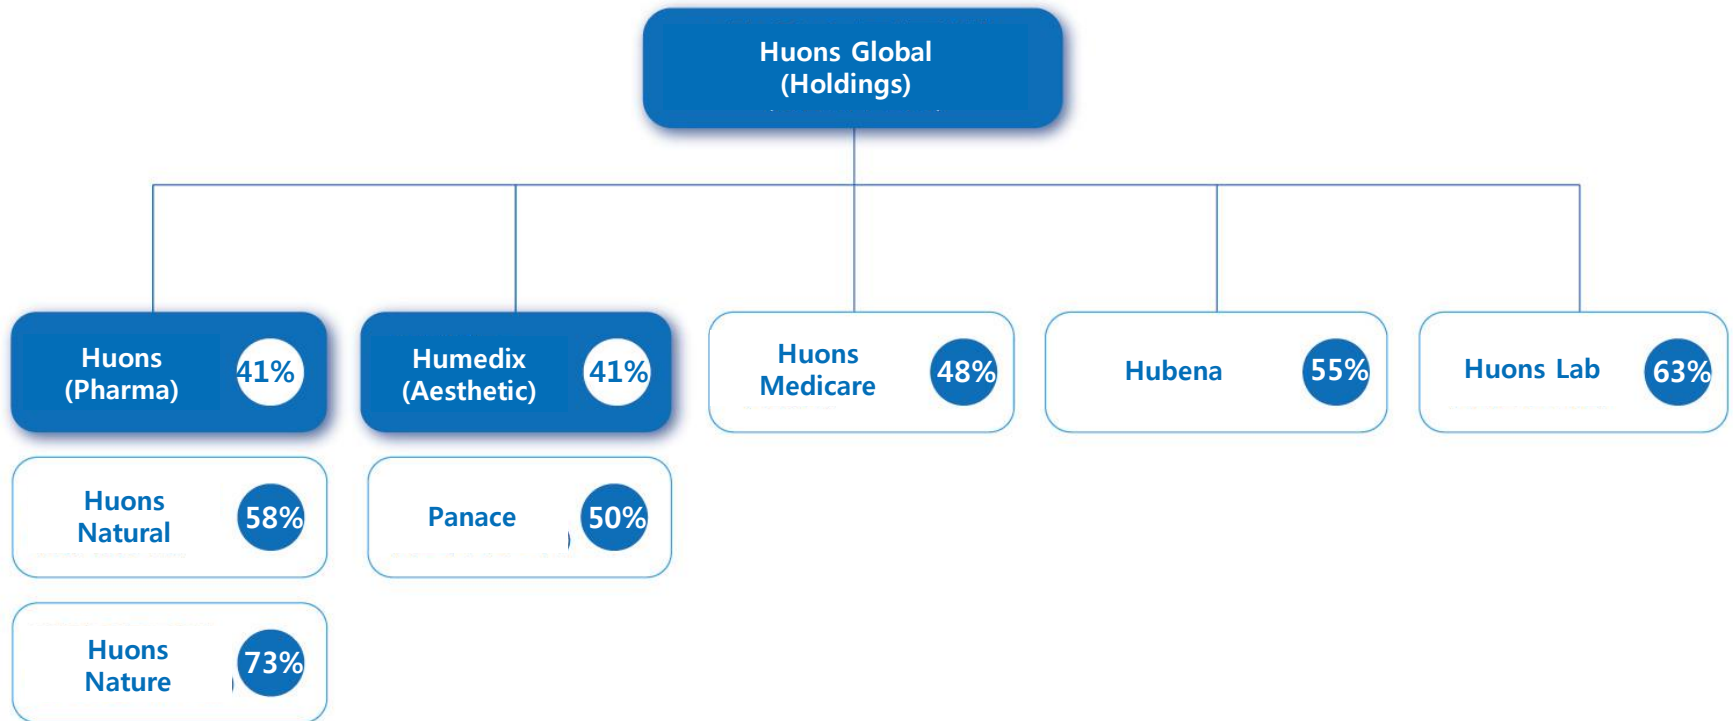 Huons Global
(Holdings)
Huons
(Pharma)
41%
Humedix
(Aesthetic)
41%
Huons
Medicare
48%
Hubena
55%
Huons Lab
63%
Huons
Natural
58%
Panace
50%
Huons
Nature
73%